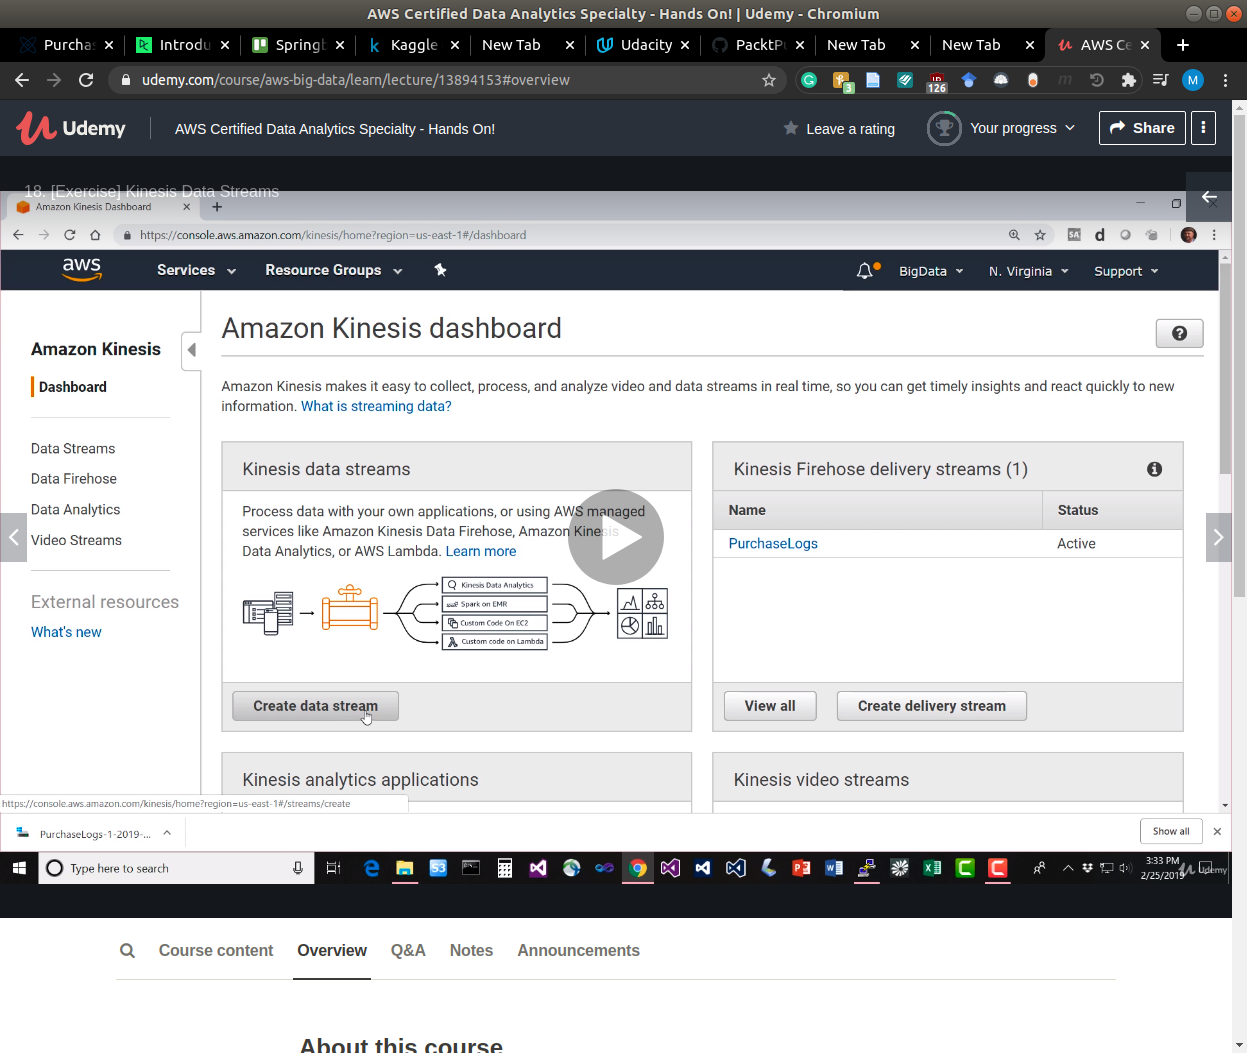 AWS Certified Data Analytics Specialty - Hands On! | Udemy - Chromium
Purchas
Introdu
Springb
Kaggle
New Tab
Udacity
PacktPu
New Tab
New Tab
AWS Ce
udemy.com/course/aws-big-data/learn/lecture/13894153#overview
3
126
M
Udemy
AWS Certified Data Analytics Specialty - Hands On!
Leave a rating
Your progress
Share
18. [Exercise] Kinesis Data Streams
Amazon Kinesis Dashboard
https://console.aws.amazon.com/kinesis/home?region=us-east-1#/dashboard
aws
Services
Resource Groups
BigData
N. Virginia
Support
Amazon Kinesis
Dashboard
Data Streams
Data Firehose
Data Analytics
Video Streams
External resources
What's new
Amazon Kinesis dashboard
Amazon Kinesis makes it easy to collect, process, and analyze video and data streams in real time, so you can get timely insights and react quickly to new
information. What is streaming data?
Kinesis data streams
Process data with your own applications, or using AWS managed
services like Amazon Kinesis Data Firehose, Amazon Kinesis
Data Analytics, or AWS Lambda. Learn more
Kinesis Data Analytics
Spark on EMR
Custom Code On EC2
Custom code on Lambda
Create data stream
Kinesis Firehose delivery streams (1)
Name
Status
PurchaseLogs
Active
View all
Create delivery stream
Kinesis analytics applications
Kinesis video streams
https://console.aws.amazon.com/kinesis/home?region=us-east-1#/streams/create
PurchaseLogs-1-2019-...
Show all
Type here to search
3:33 PM
2/25/2019
Udemy
Course content
Overview
Q&A
Notes
Announcements
About this course